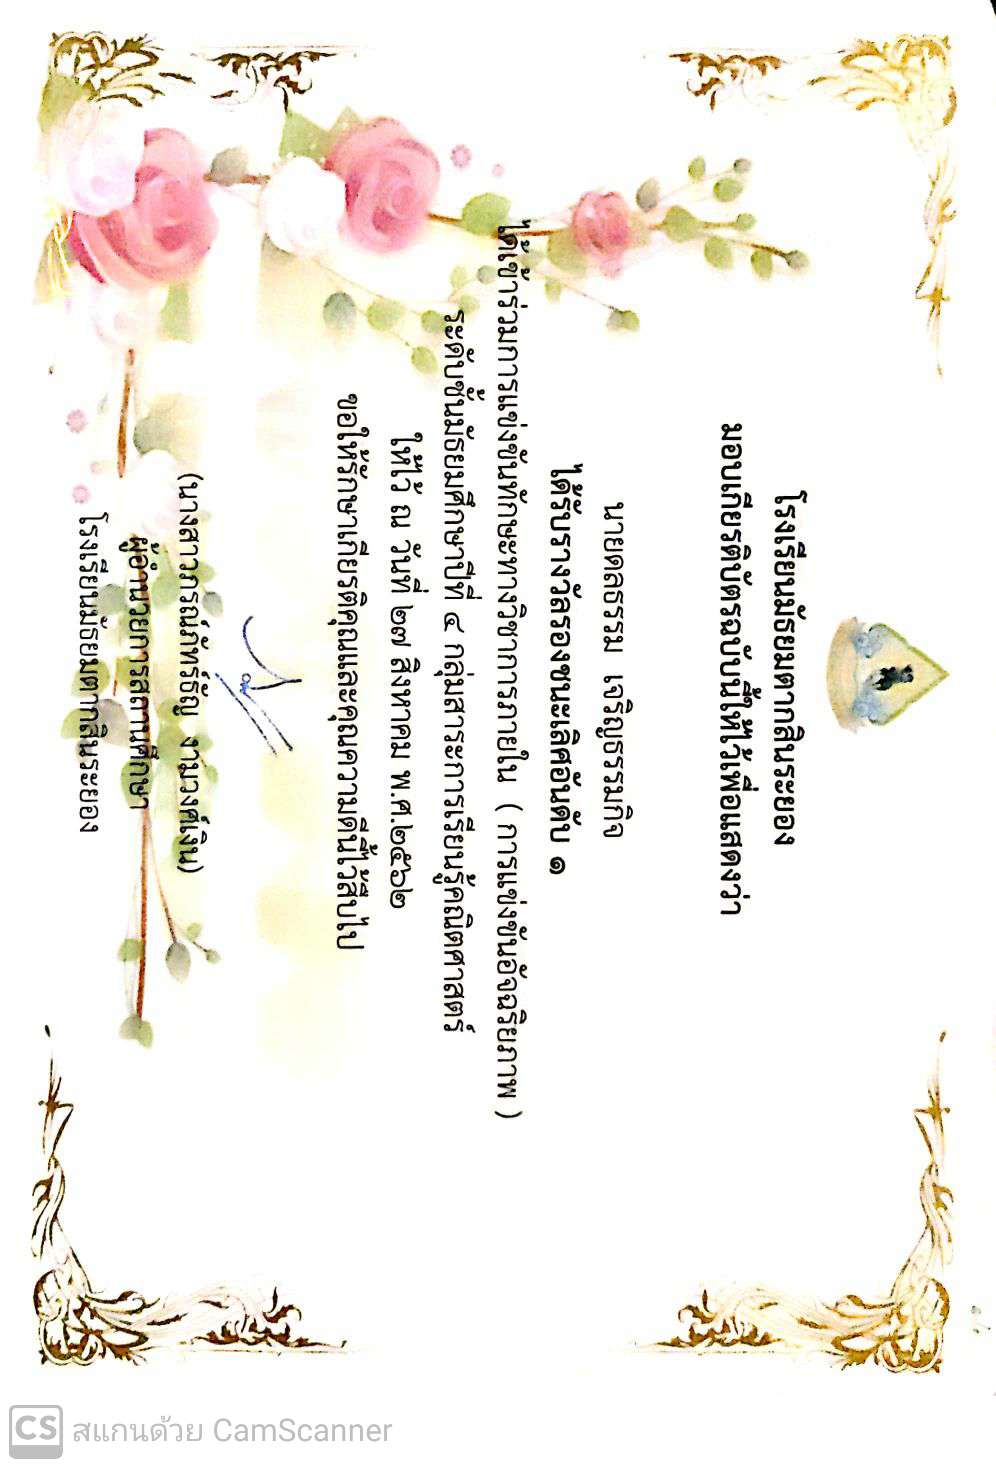 โรงเรียนมัธยมตากสินระยอง
มอบเกียรติบัตรฉบับนี้ให้ไว้เพื่อแสดงว่า
นายดลธรรม เจริญธรรมกิจ
ได้รับรางวัลรองชนะเลิศอันดับ ๑
ได้เข้าร่วมการแข่งขันทักษะทางวิชาการภายใน ( การแข่งขันอัจฉริยภาพ )
ระดับชั้นมัธยมศึกษาปีที่ ๔ กลุ่มสาระการเรียนรู้คณิตศาสตร์
ให้ไว้ ณ วันที่ ๒๗ สิงหาคม พ.ศ.๒๕๖๒
ขอให้รักษาเกียรติคุณและคุณความดีนี้ไว้สืบไป
(นางสาวภรณ์ภัทร์ธัญ งามวงศ์เงิน)
ผู้อำนวยการสถานศึกษา
โรงเรียนมัธยมตากสินระยอง
CS สแกนด้วย CamScanner